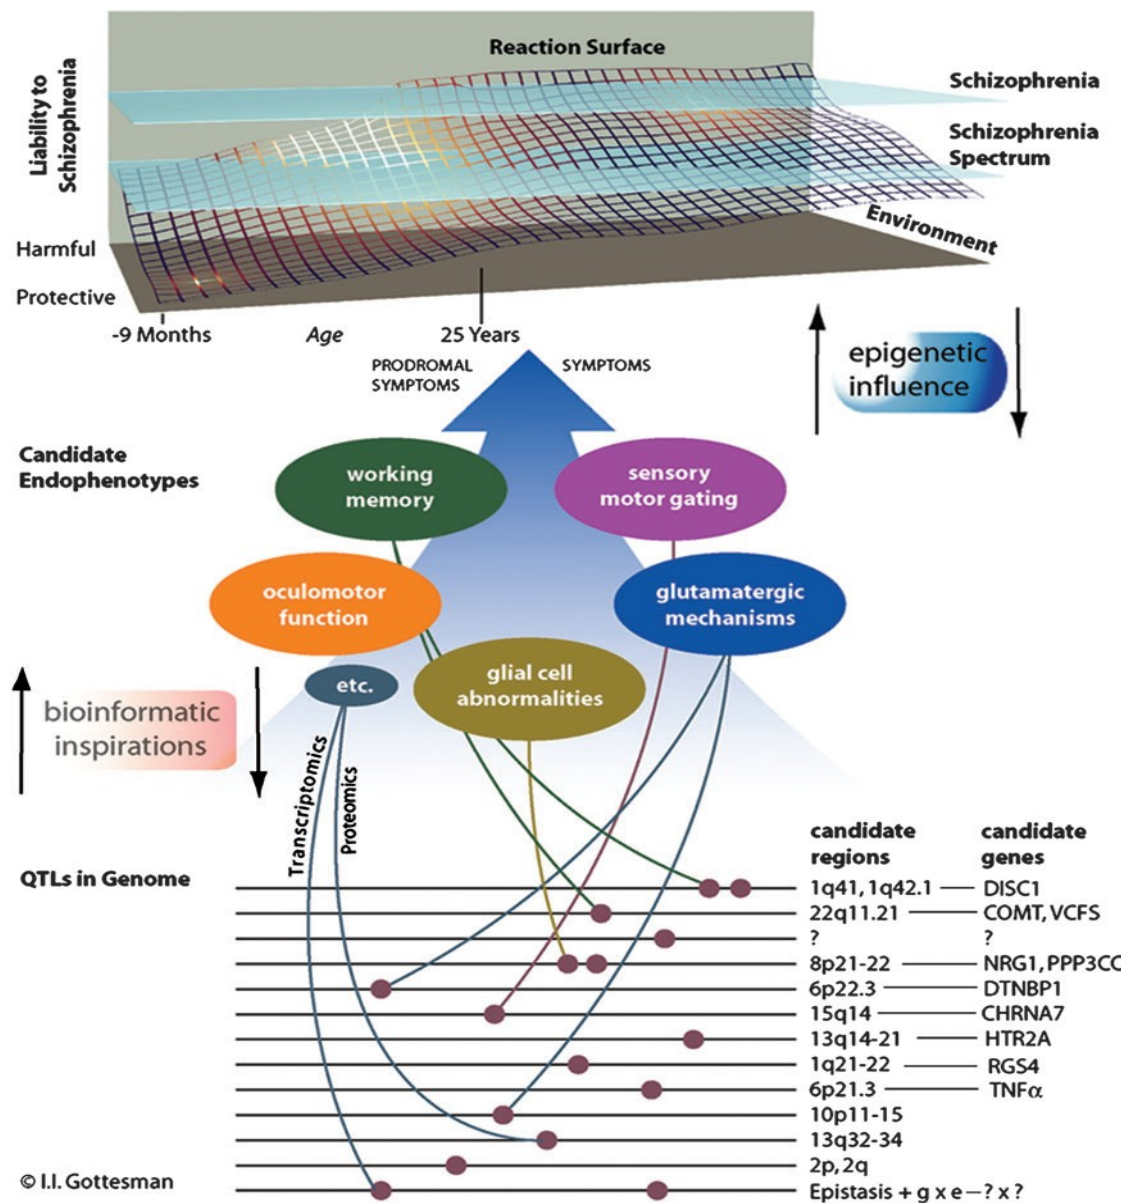 Reaction Surface
Liability to
Schizophrenia
Schizophrenia
Schizophrenia
Spectrum
Environment
Harmful
Protective
-9 Months
Age
25 Years
PRODROMAL
SYMPTOMS
SYMPTOMS
epigenetic
influence
Candidate
Endophenotypes
working
memory
sensory
motor gating
oculomotor
function
glutamatergic
mechanisms
etc.
glial cell
abnormalities
bioinformatic
inspirations
Transcriptomics
Proteomics
candidate
regions
candidate
genes
QTLs in Genome
1q41, 1q42.1 DISC1
22q11.21 COMT, VCFS
? ?
8p21-22 NRG1, PPP3CC
6p22.3 DTNBP1
15q14 CHRNA7
13q14-21 HTR2A
1q21-22 RGS4
6p21.3 TNFα
10p11-15
13q32-34
2p, 2q
Epistasis + g x e — ? x ?
© I.I. Gottesman